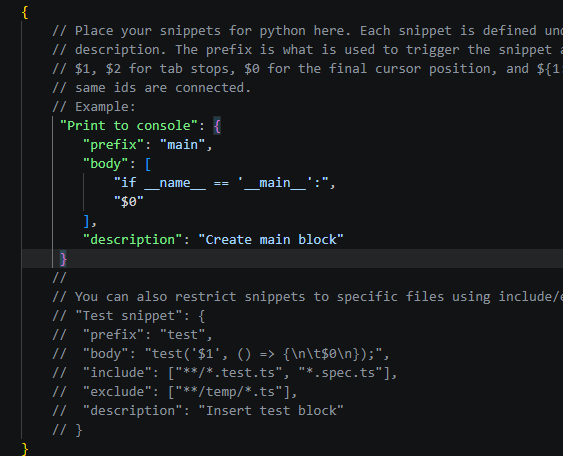 {
// Place your snippets for python here. Each snippet is defined
// description. The prefix is what is used to trigger the snippet
// $1, $2 for tab stops, $0 for the final cursor position, and ${1
// same ids are connected.
// Example:
"Print to console": {
"prefix": "main",
"body": [
"if __name__ == '__main__':",
"$0"
],
"description": "Create main block"
}
//
// You can also restrict snippets to specific files using
// "Test snippet": {
//  "prefix": "test",
//  "body": "test('$1', () => {\n\t$0\n});",
//  "include": ["**/*.test.ts", "*.spec.ts"],
//  "exclude": ["**/temp/*.ts"],
//  "description": "Insert test block"
// }
}